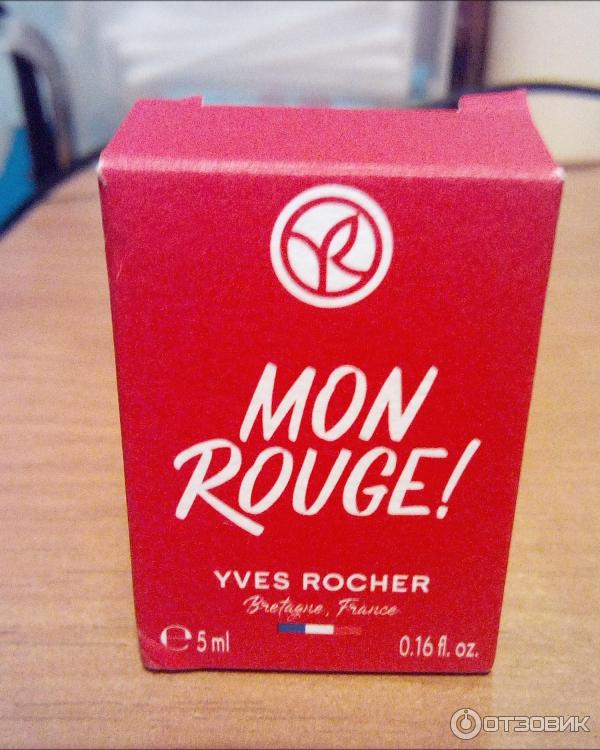 MON
ROUGE!
YVES ROCHER
Bretagne, France
℮ 5 ml 0.16 fl. oz.
ОТЗОВИК